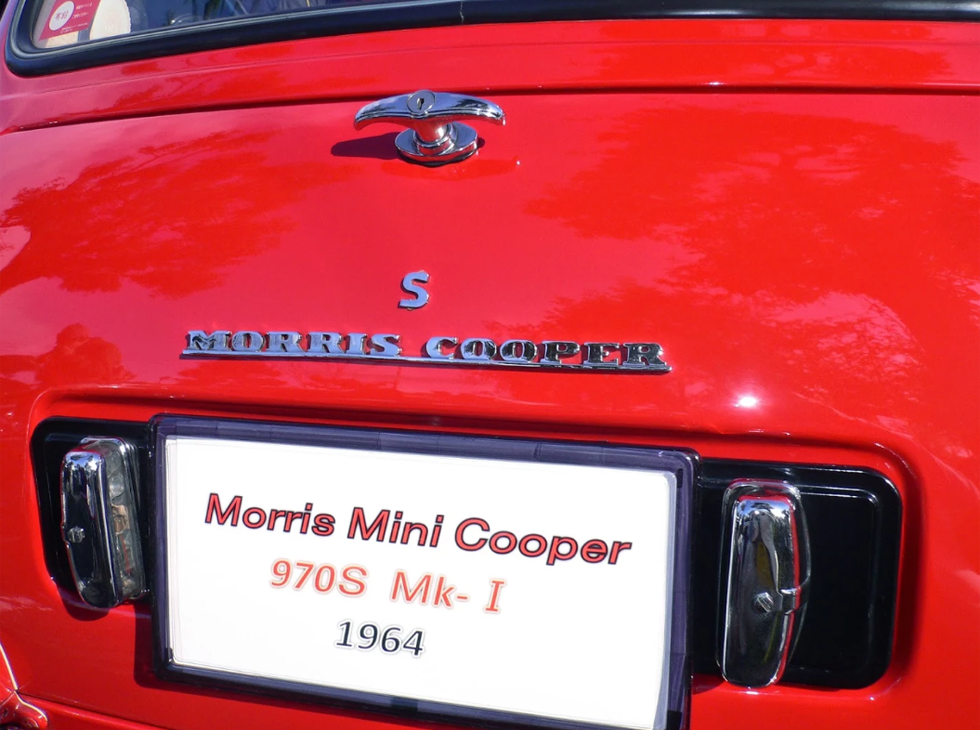 S
MORRIS COOPER
Morris Mini Cooper
970S Mk- I
1964